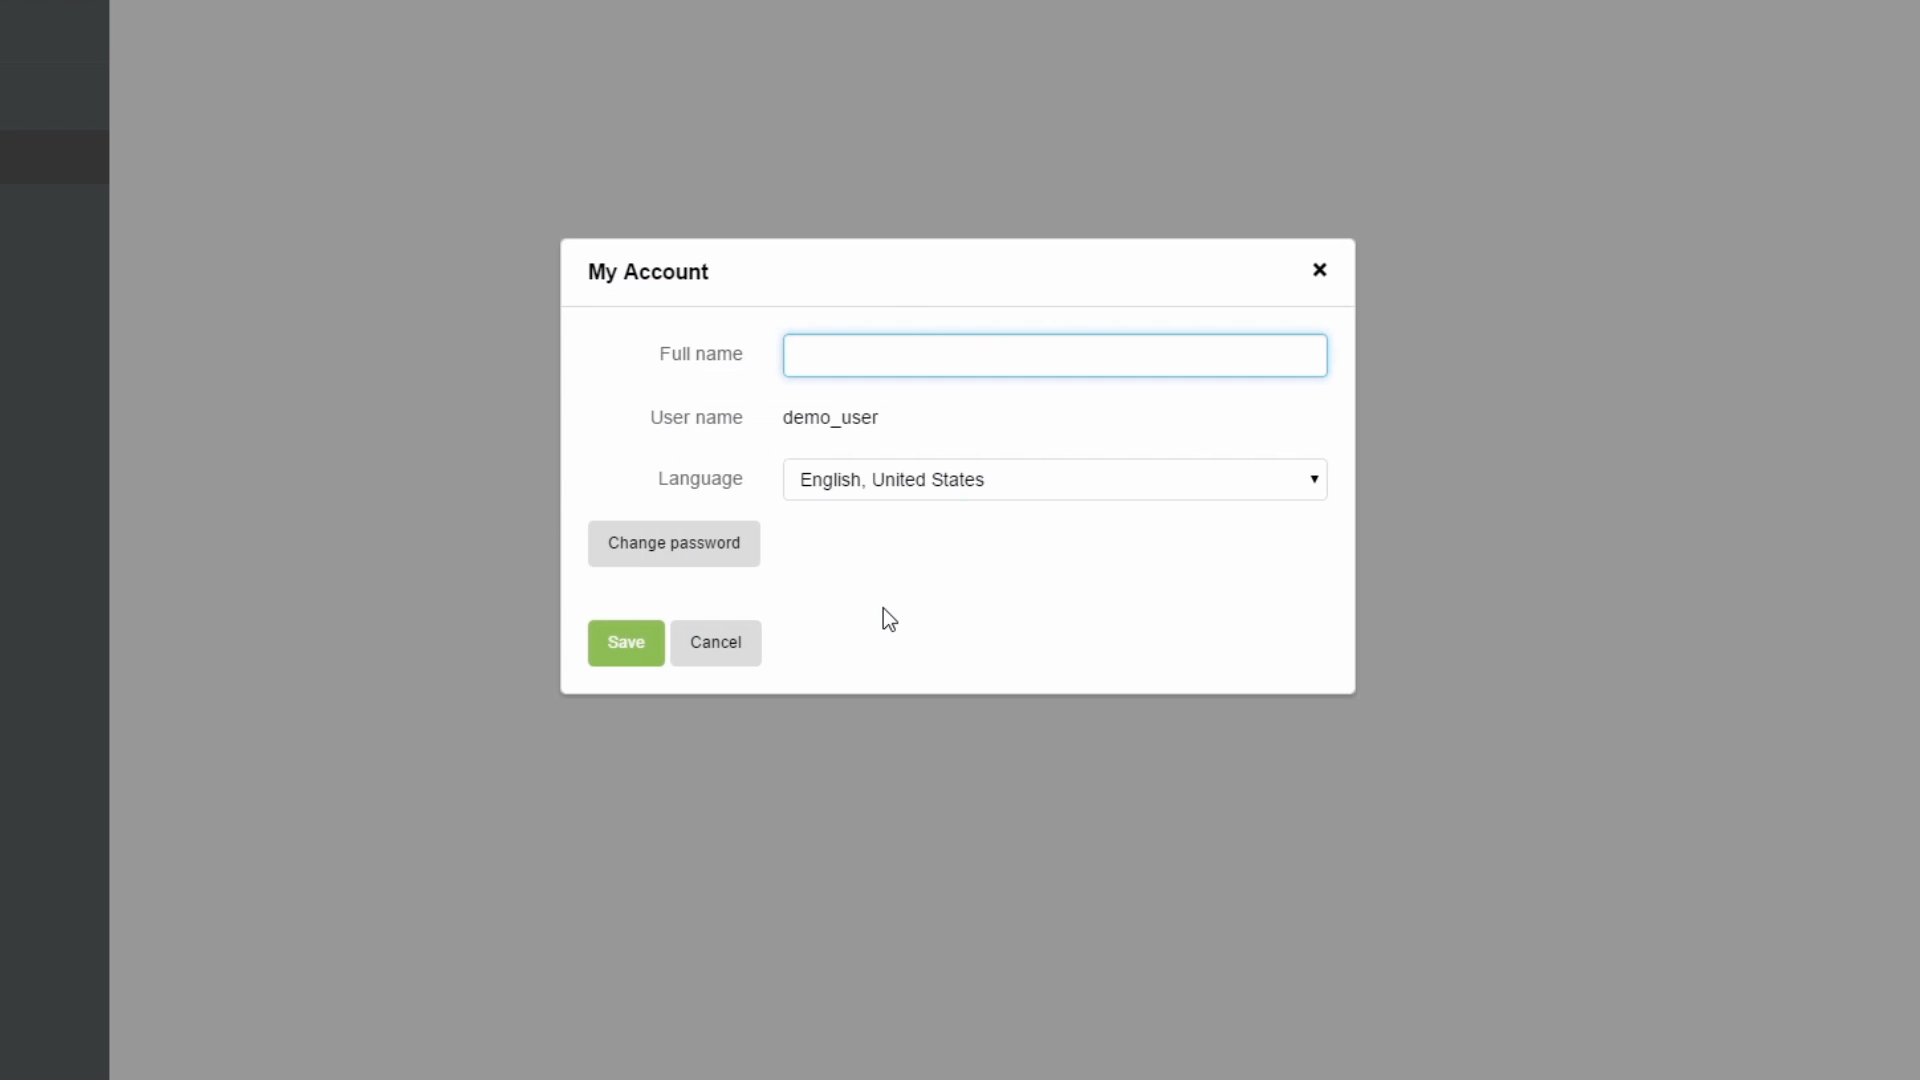 My Account
Full name
User name demo_user
Language English, United States
Change password
Save Cancel